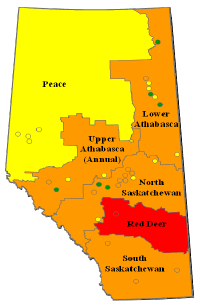 Peace
Lower
Athabasca
Upper
Athabasca
(Annual)
North
Saskatchewan
Red Deer
South
Saskatchewan